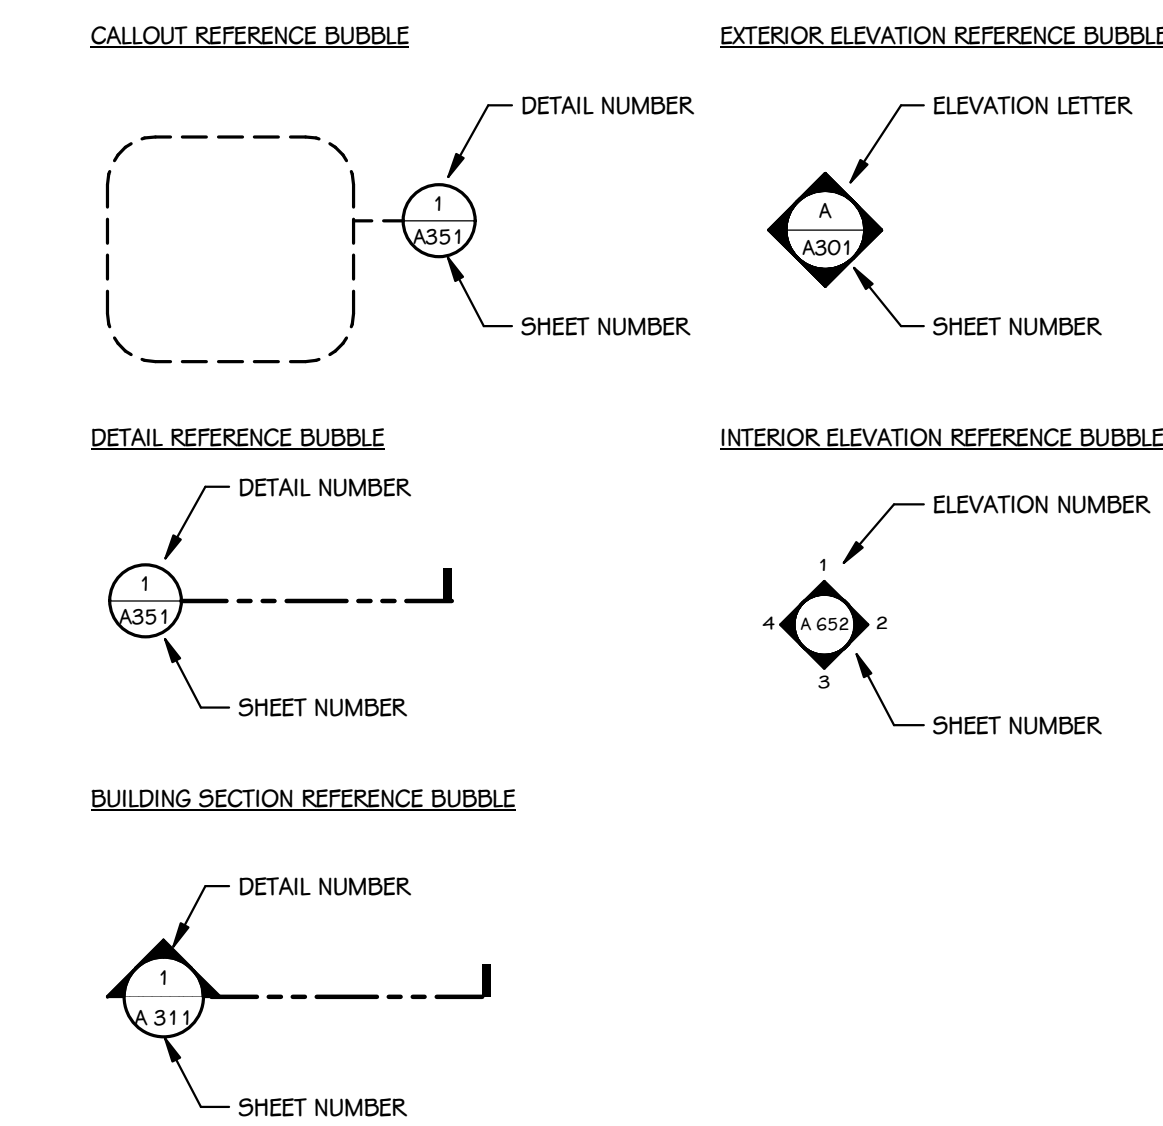 CALLOUT REFERENCE BUBBLE
DETAIL NUMBER
1
A351
SHEET NUMBER
EXTERIOR ELEVATION REFERENCE BUBBLE
ELEVATION LETTER
A
A301
SHEET NUMBER
DETAIL REFERENCE BUBBLE
DETAIL NUMBER
1
A351
SHEET NUMBER
INTERIOR ELEVATION REFERENCE BUBBLE
ELEVATION NUMBER
1
4 A 652 2
3
SHEET NUMBER
BUILDING SECTION REFERENCE BUBBLE
DETAIL NUMBER
1
A 311
SHEET NUMBER